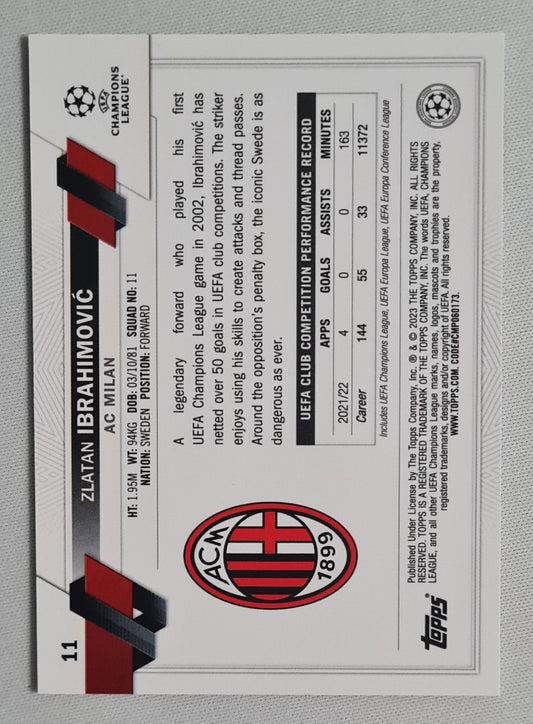 11
ZLATAN IBRAHIMOVIĆ
AC MILAN
HT: 1.95M WT: 94KG DOB: 03/10/81 SQUAD NO: 11
NATION: SWEDEN POSITION: FORWARD
CHAMPIONS
LEAGUE®
A legendary forward who played his first
UEFA Champions League game in 2002, Ibrahimović has
netted over 50 goals in UEFA club competitions. The striker
enjoys using his skills to create attacks and thread passes.
Around the opposition's penalty box, the iconic Swede is as
dangerous as ever.
ACM
1899
UEFA CLUB COMPETITION PERFORMANCE RECORD
APPS GOALS ASSISTS MINUTES
2021/22 4 0 0 163
Career 144 55 33 11372
Includes UEFA Champions League, UEFA Europa League, UEFA Europa Conference League
topps
Published Under License by The Topps Company, Inc. ® & © 2023 THE TOPPS COMPANY, INC. ALL RIGHTS
RESERVED. TOPPS IS A REGISTERED TRADEMARK OF THE TOPPS COMPANY, INC. The words UEFA, CHAMPIONS
LEAGUE, and all other UEFA Champions League marks, names, logos, mascots and trophies are the property,
registered trademarks, designs and/or copyright of UEFA. All rights reserved.
WWW.TOPPS.COM. CODE#CMP060173.